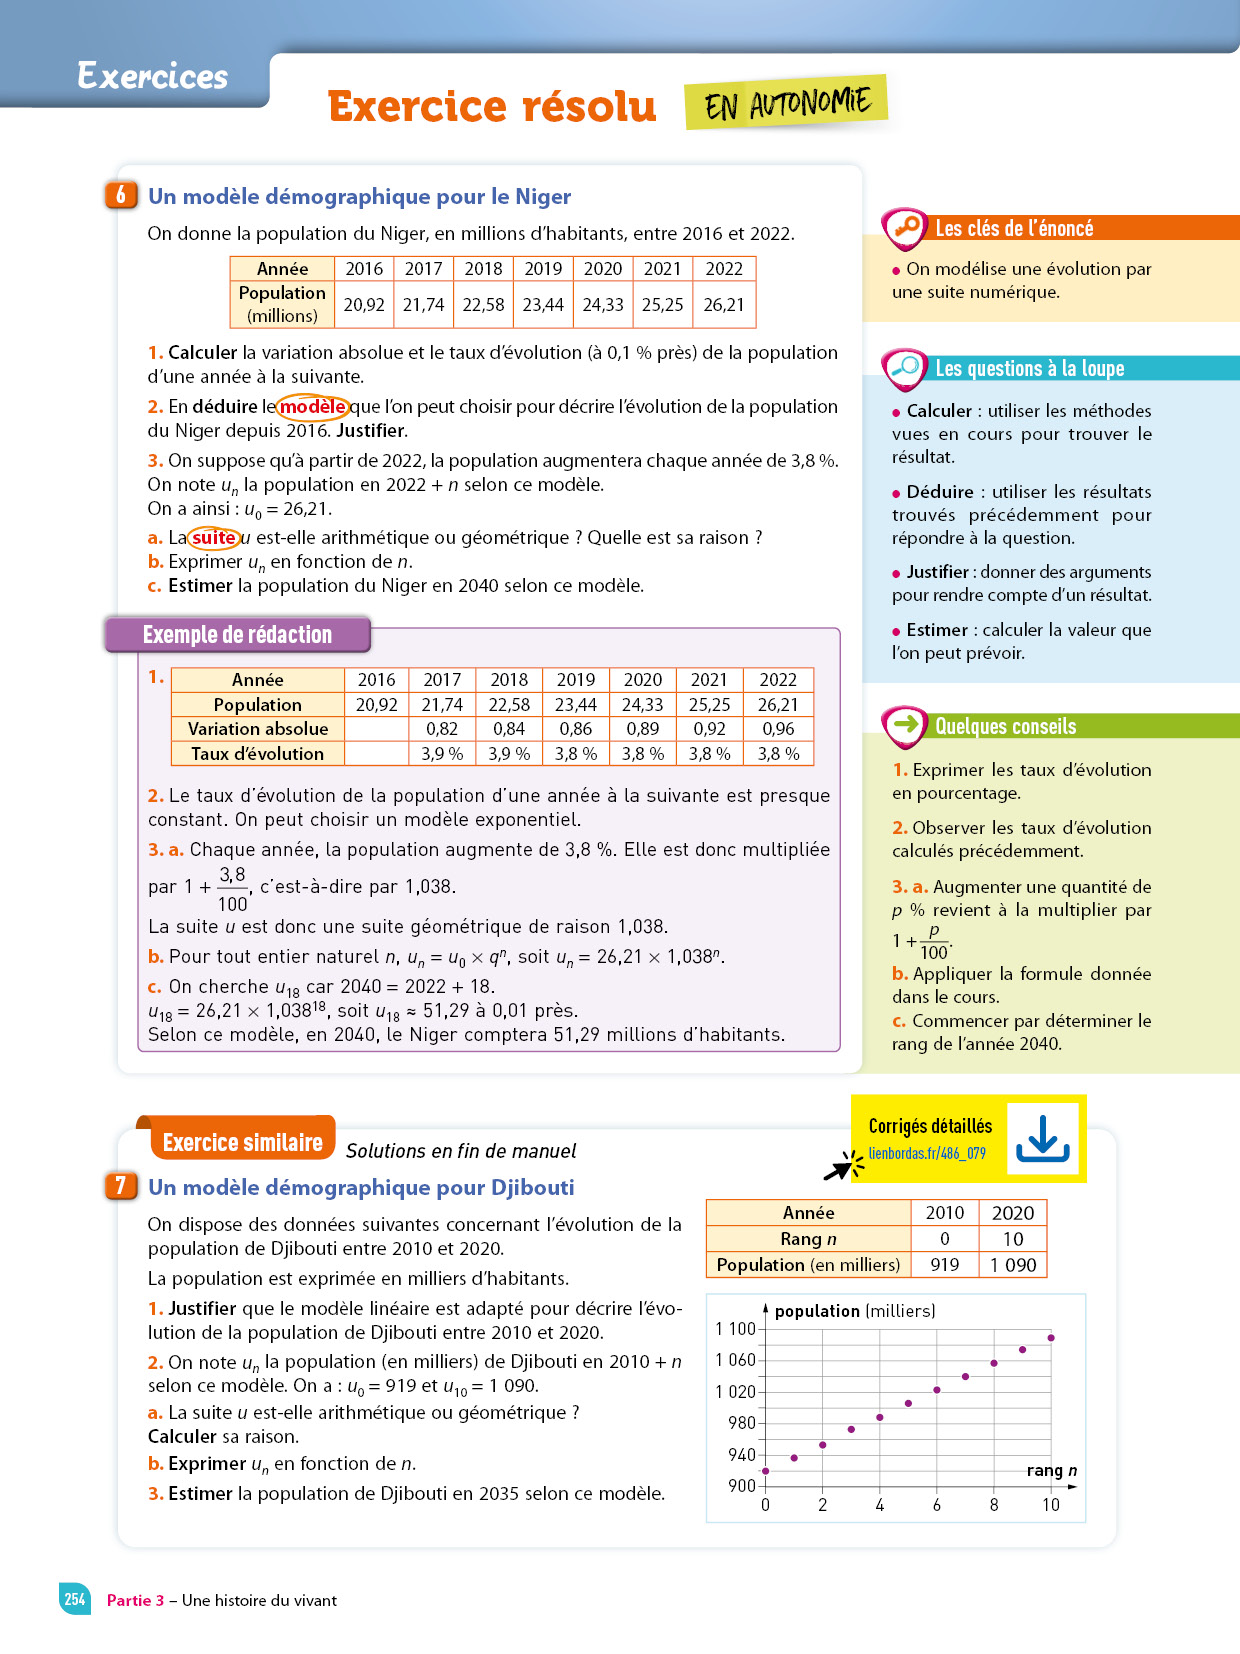 Exercices
Exercice résolu
EN AUTONOMIE
6 Un modèle démographique pour le Niger
On donne la population du Niger, en millions d'habitants, entre 2016 et 2022.
Année 2016 2017 2018 2019 2020 2021 2022
Population (millions) 20,92 21,74 22,58 23,44 24,33 25,25 26,21
1. Calculer la variation absolue et le taux d'évolution (à 0,1 % près) de la population
d'une année à la suivante.
2. En déduire le modèle que l'on peut choisir pour décrire l'évolution de la population
du Niger depuis 2016. Justifier.
3. On suppose qu'à partir de 2022, la population augmentera chaque année de 3,8 %.
On note uₙ la population en 2022 + n selon ce modèle.
On a ainsi : u₀ = 26,21.
a. La suite u est-elle arithmétique ou géométrique ? Quelle est sa raison ?
b. Exprimer uₙ en fonction de n.
c. Estimer la population du Niger en 2040 selon ce modèle.
Exemple de rédaction
1.
Année 2016 2017 2018 2019 2020 2021 2022
Population 20,92 21,74 22,58 23,44 24,33 25,25 26,21
Variation absolue 0,82 0,84 0,86 0,89 0,92 0,96
Taux d'évolution 3,9 % 3,9 % 3,8 % 3,8 % 3,8 % 3,8 %
2. Le taux d'évolution de la population d'une année à la suivante est presque
constant. On peut choisir un modèle exponentiel.
3. a. Chaque année, la population augmente de 3,8 %. Elle est donc multipliée
par 1 + 3,8/100, c'est-à-dire par 1,038.
La suite u est donc une suite géométrique de raison 1,038.
b. Pour tout entier naturel n, uₙ = u₀ × qⁿ, soit uₙ = 26,21 × 1,038ⁿ.
c. On cherche u₁₈ car 2040 = 2022 + 18.
u₁₈ = 26,21 × 1,038¹⁸, soit u₁₈ ≈ 51,29 à 0,01 près.
Selon ce modèle, en 2040, le Niger comptera 51,29 millions d'habitants.
Les clés de l'énoncé
• On modélise une évolution par
une suite numérique.
Les questions à la loupe
• Calculer : utiliser les méthodes
vues en cours pour trouver le
résultat.
• Déduire : utiliser les résultats
trouvés précédemment pour
répondre à la question.
• Justifier : donner des arguments
pour rendre compte d'un résultat.
• Estimer : calculer la valeur que
l'on peut prévoir.
Quelques conseils
1. Exprimer les taux d'évolution
en pourcentage.
2. Observer les taux d'évolution
calculés précédemment.
3. a. Augmenter une quantité de
p % revient à la multiplier par
1 + p/100.
b. Appliquer la formule donnée
dans le cours.
c. Commencer par déterminer le
rang de l'année 2040.
Exercice similaire
Solutions en fin de manuel
Corrigés détaillés
lienbordas.fr/486_079
7 Un modèle démographique pour Djibouti
On dispose des données suivantes concernant l'évolution de la
population de Djibouti entre 2010 et 2020.
La population est exprimée en milliers d'habitants.
1. Justifier que le modèle linéaire est adapté pour décrire l'évo-
lution de la population de Djibouti entre 2010 et 2020.
2. On note uₙ la population (en milliers) de Djibouti en 2010 + n
selon ce modèle. On a : u₀ = 919 et u₁₀ = 1 090.
a. La suite u est-elle arithmétique ou géométrique ?
Calculer sa raison.
b. Exprimer uₙ en fonction de n.
3. Estimer la population de Djibouti en 2035 selon ce modèle.
Année 2010 2020
Rang n 0 10
Population (en milliers) 919 1 090
population (milliers)
1 100
1 060
1 020
980
940
900
rang n
0 2 4 6 8 10
254 Partie 3 – Une histoire du vivant